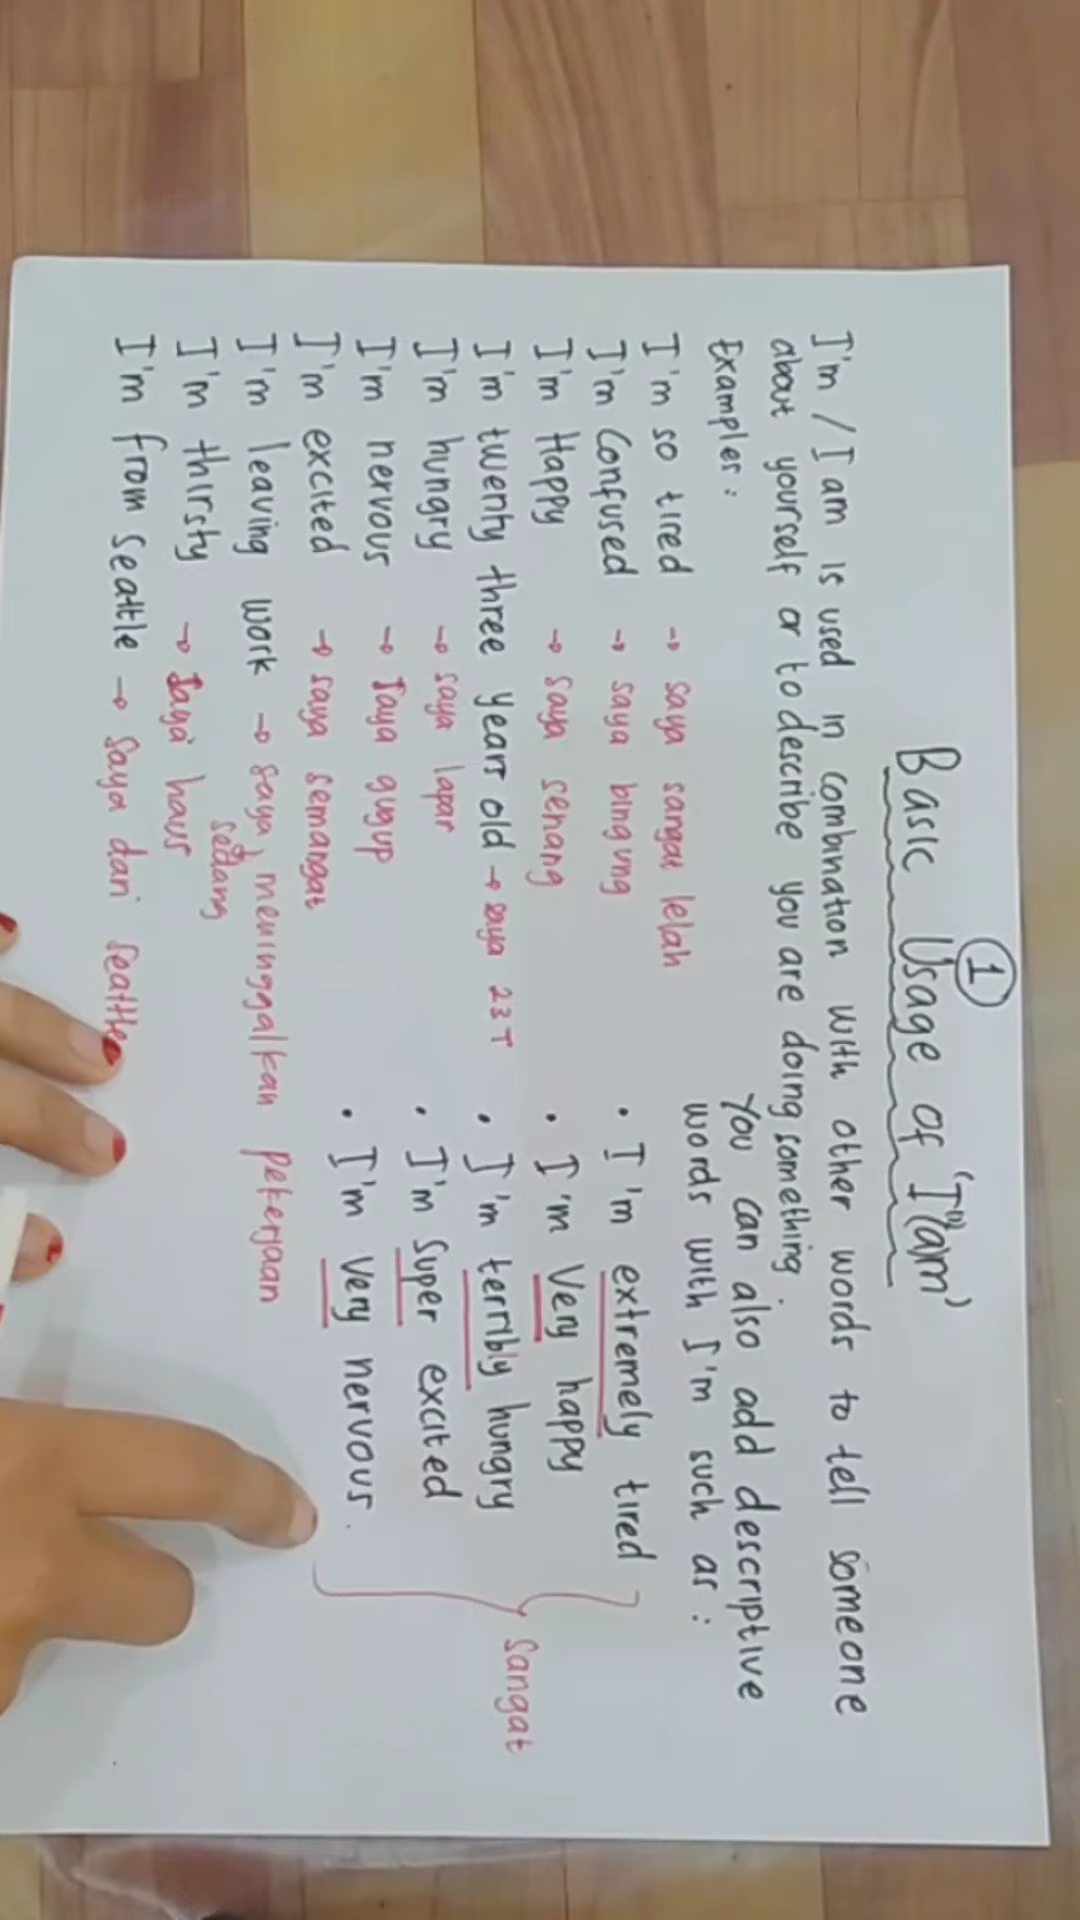 1
Basic Usage of 'I'(a)m'
I'm / I am is used in combination with other words to tell someone
about yourself or to describe you are doing something.
Examples:
I'm so tired → saya sangat lelah
I'm Confused → saya bingung
I'm Happy → saya senang
I'm twenty three years old → saya 23 T
I'm hungry → saya lapar
I'm nervous → saya gugup
I'm excited → saya semangat
I'm leaving work → saya meninggalkan pekerjaan
sedang
I'm thirsty → saya haus
I'm from Seattle → saya dari seattle
You can also add descriptive
words with I'm such as:
• I'm extremely tired
• I'm Very happy
• I'm terribly hungry
• I'm Super excited
• I'm Very nervous.
sangat